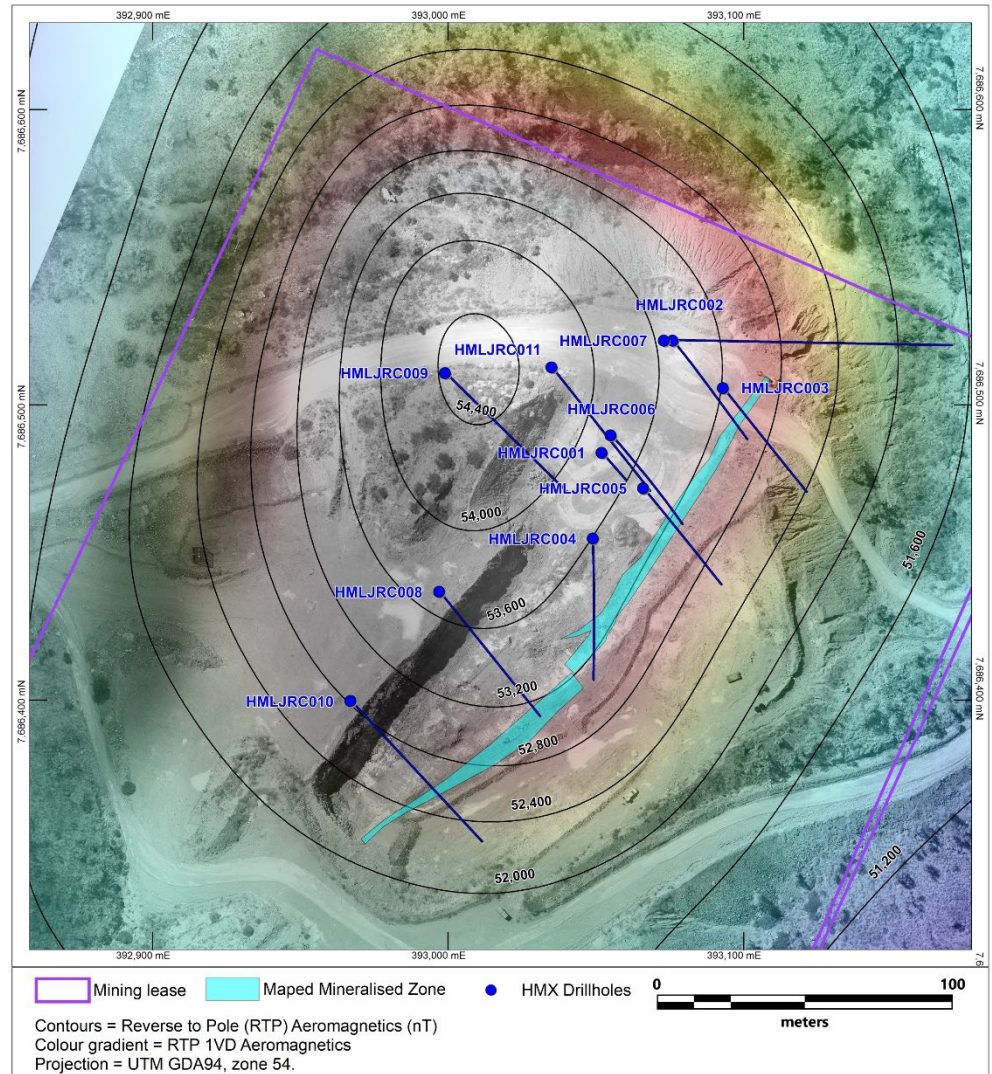 392,900 mE
393,000 mE
393,100 mE
7,686,600 mN
7,686,600 mN
HMLJRC002
HMLJRC007
HMLJRC011
HMLJRC009
HMLJRC003
54,400
7,686,500 mN
7,686,500 mN
HMLJRC006
HMLJRC001
HMLJRC005
54,000
HMLJRC004
51,600
HMLJRC008
53,600
53,200
HMLJRC010
7,686,400 mN
7,686,400 mN
52,800
52,400
52,000
51,200
7,6
392,900 mE
393,000 mE
393,100 mE
Mining lease
Maped Mineralised Zone
HMX Drillholes
0
100
meters
Contours = Reverse to Pole (RTP) Aeromagnetics (nT)
Colour gradient = RTP 1VD Aeromagnetics
Projection = UTM GDA94, zone 54.